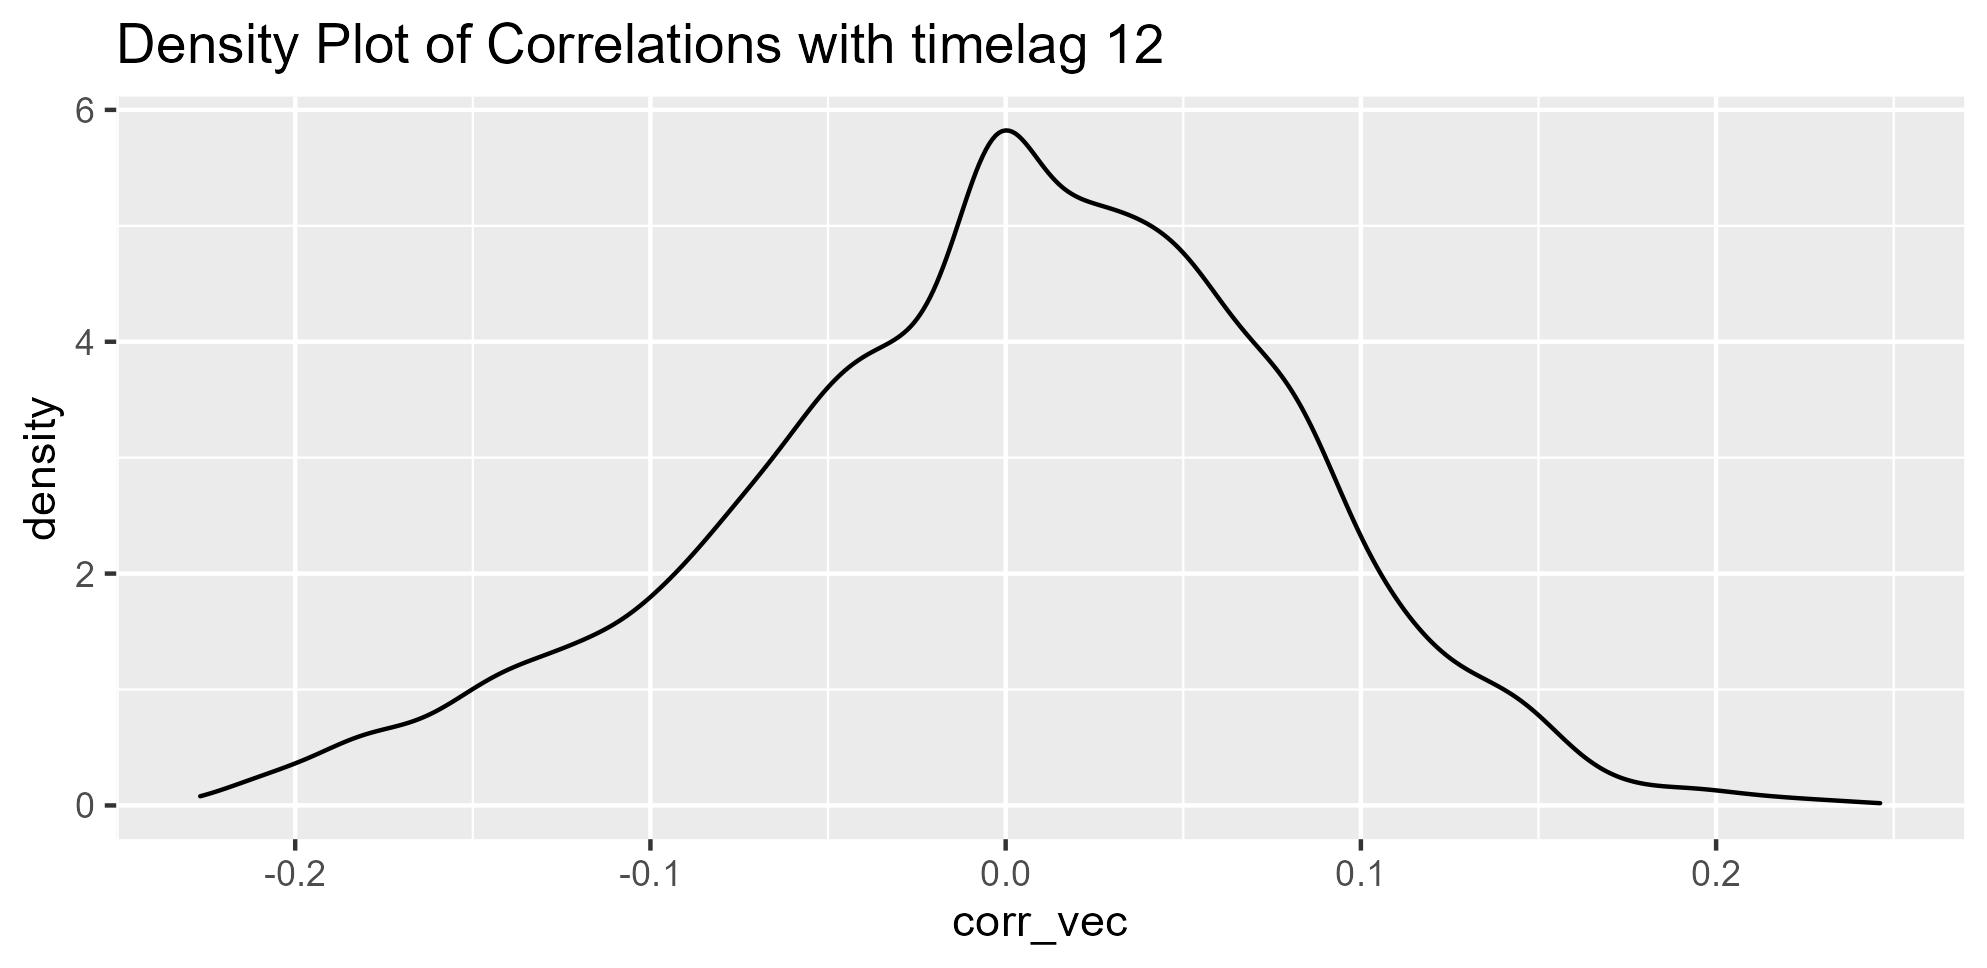 Density Plot of Correlations with timelag 12
6
4
2
0
density
-0.2 -0.1 0.0 0.1 0.2
corr_vec